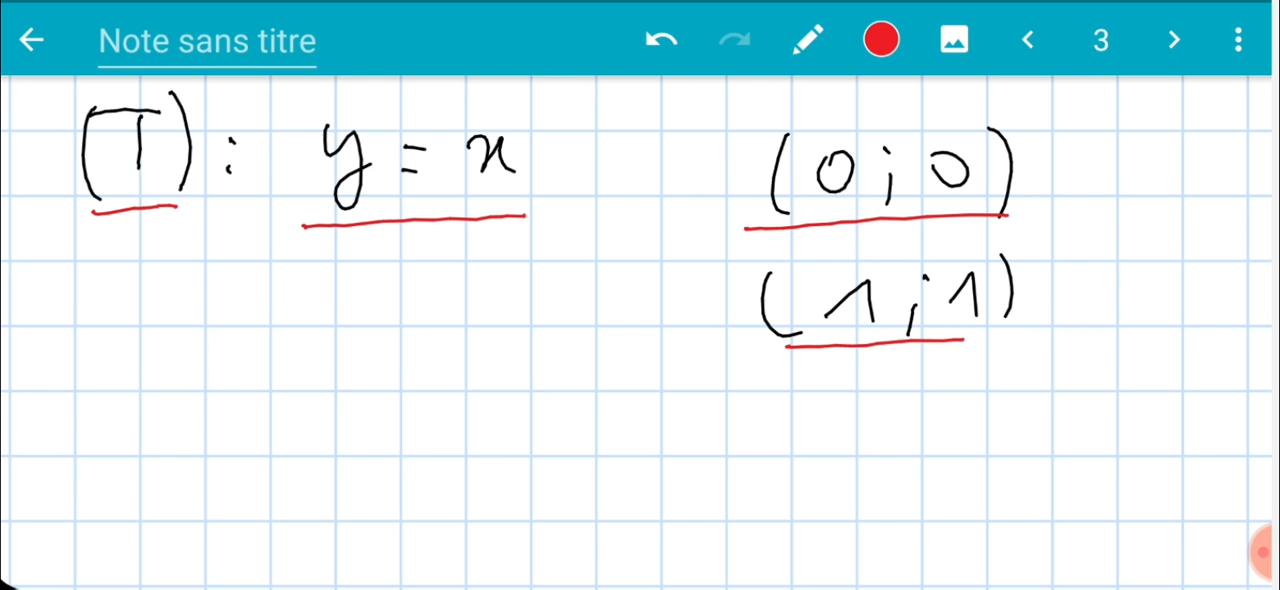 Note sans titre 3
(T) : y = x (0 ; 0)
(1 ; 1)